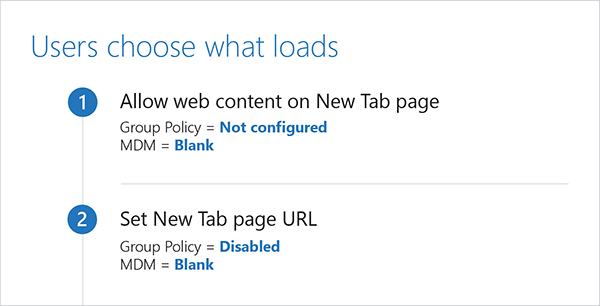 Users choose what loads
1 Allow web content on New Tab page
Group Policy = Not configured
MDM = Blank
2 Set New Tab page URL
Group Policy = Disabled
MDM = Blank